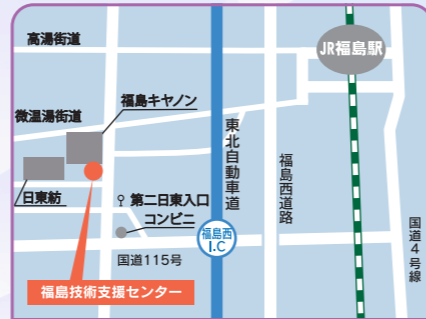 高湯街道
JR福島駅
福島キヤノン
微温湯街道
東北自動車道
福島西道路
日東紡
第二日東入口
コンビニ
福島西
I.C
国道4号線
国道115号
福島技術支援センター